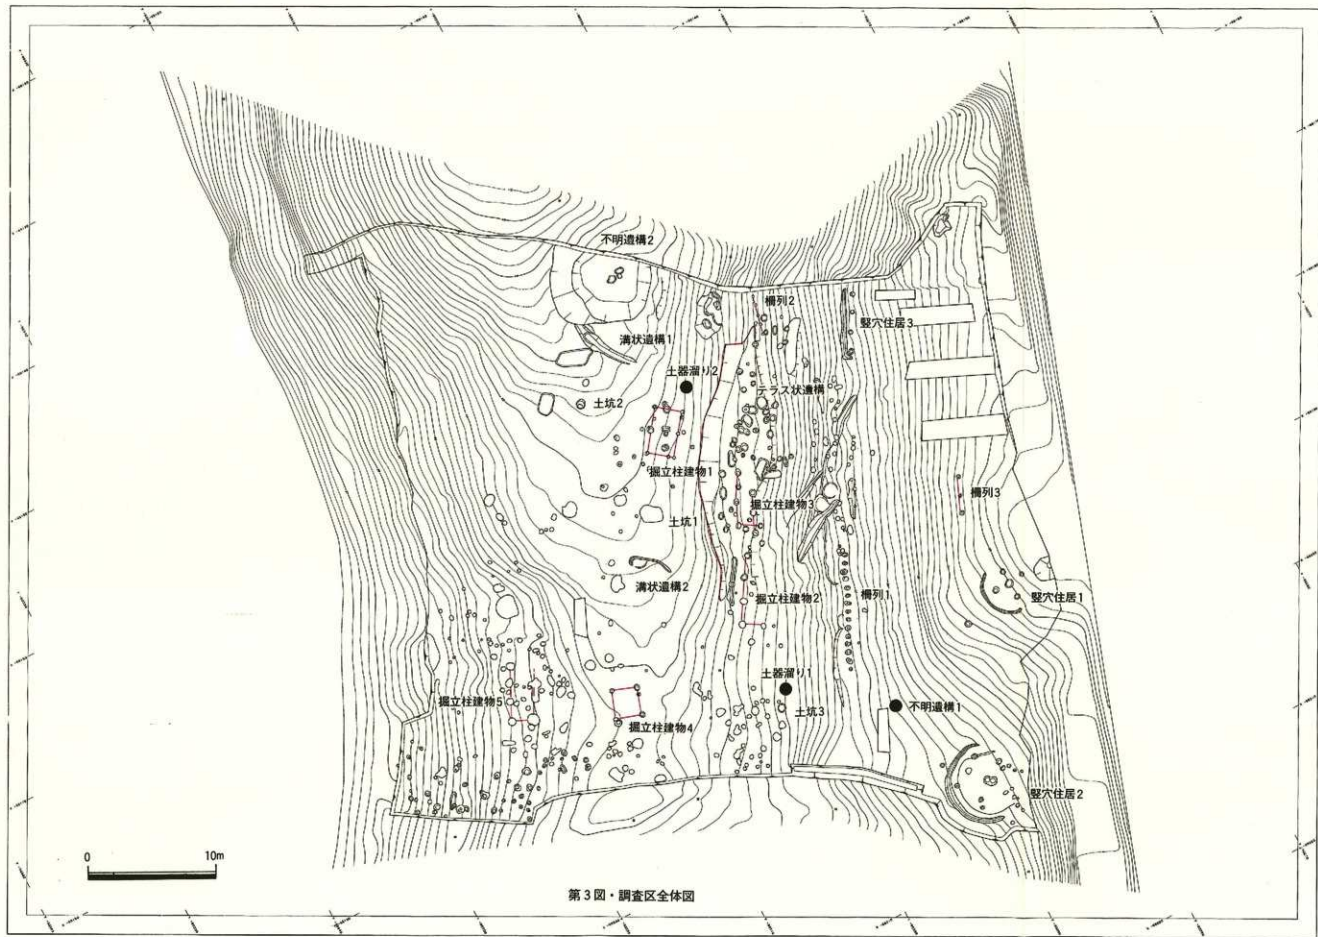 不明遺構2
柵列2
竪穴住居3
溝状遺構1
土器溜り2
テラス状遺構
土坑2
掘立柱建物1
掘立柱建物3
柵列3
土坑1
溝状遺構2
掘立柱建物2
柵列1
竪穴住居1
土器溜り1
掘立柱建物5
土坑3
不明遺構1
掘立柱建物4
竪穴住居2
0 10m
第3図・調査区全体図